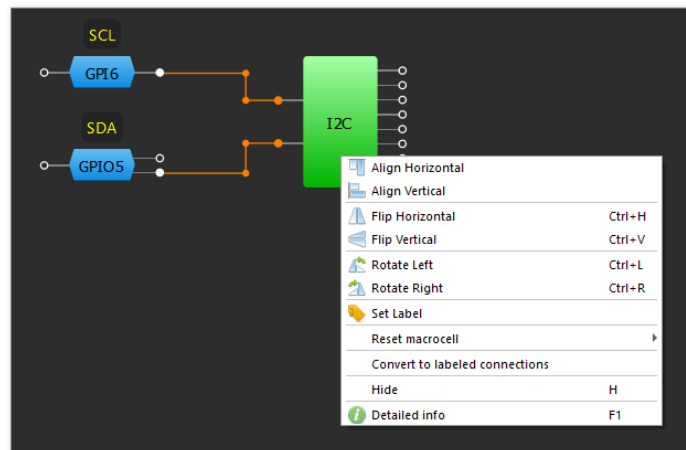 SCL
GPI6
I2C
SDA
GPIO5
Align Horizontal
Align Vertical
Flip Horizontal Ctrl+H
Flip Vertical Ctrl+V
Rotate Left Ctrl+L
Rotate Right Ctrl+R
Set Label
Reset macrocell
Convert to labeled connections
Hide H
Detailed info F1